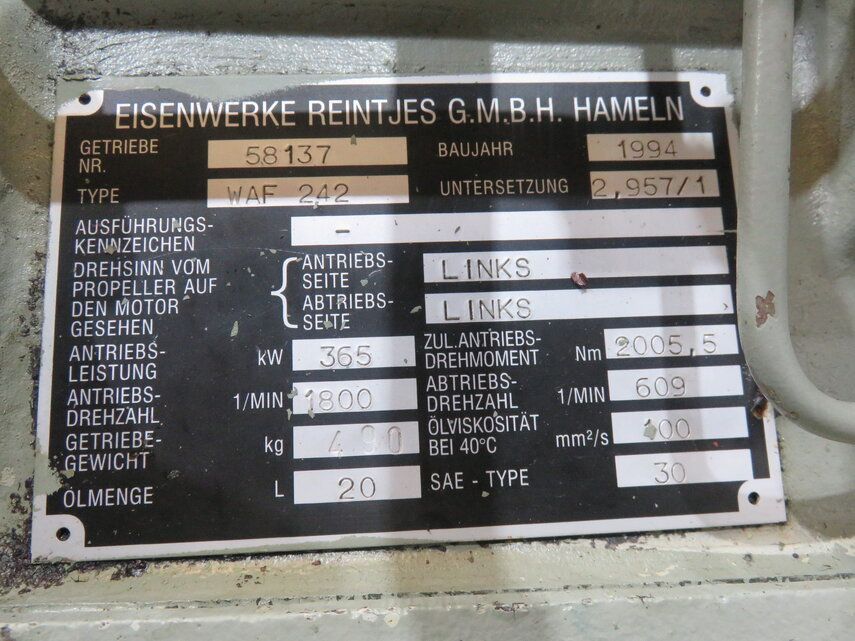 EISENWERKE REINTJES G.M.B.H. HAMELN
GETRIEBE NR. 58137 BAUJAHR 1994
TYPE WAF 242 UNTERSETZUNG 2,957/1
AUSFÜHRUNGS-
KENNZEICHEN -
DREHSINN VOM
PROPELLER AUF
DEN MOTOR
GESEHEN
ANTRIEBS-
SEITE LINKS
ABTRIEBS-
SEITE LINKS
ANTRIEBS-
LEISTUNG kW 365
ZUL.ANTRIEBS-
DREHMOMENT Nm 2005,5
ANTRIEBS-
DREHZAHL 1/MIN 1800
ABTRIEBS-
DREHZAHL 1/MIN 609
GETRIEBE-
GEWICHT kg 490
ÖLVISKOSITÄT
BEI 40°C mm²/s 100
ÖLMENGE L 20 SAE - TYPE 30